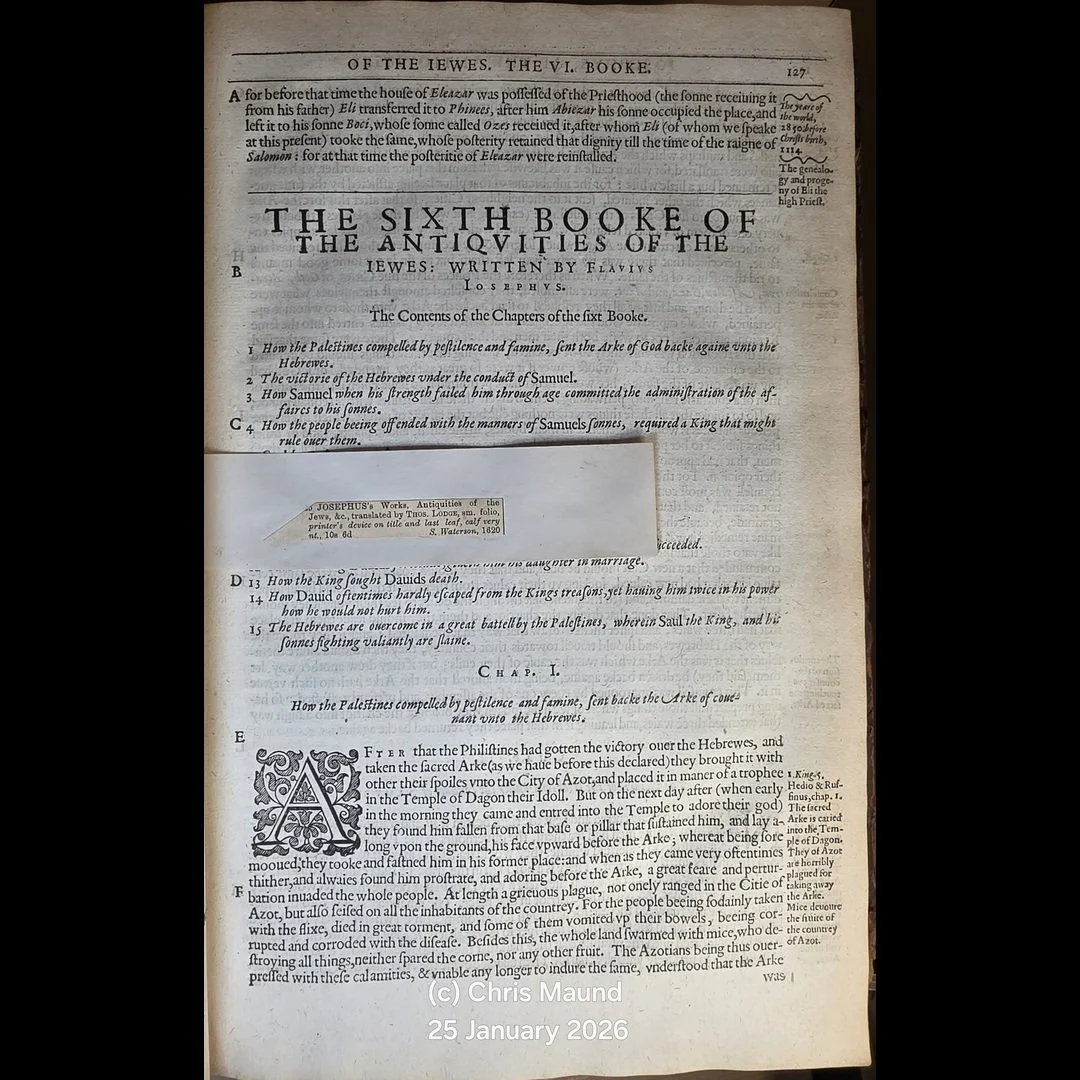 OF THE IEWES. THE VI. BOOKE.
127
A for before that time the house of Eleazar was possessed of the Priesthood (the sonne receiuing it
from his father) Eli transferred it to Phinees, after him Abiezar his sonne occupied the place, and
left it to his sonne Boci, whose sonne called Ozes receiued it, after whom Eli (of whom we speake
at this present) tooke the same, whose posterity retained that dignity till the time of the raigne of
Salomon: for at that time the posteritie of Eleazar were reinstalled.
The yeare of
the world,
2850. before
Christs birth,
1114.
The genealo-
gy and proge-
ny of Eli the
high Priest.
THE SIXTH BOOKE OF
THE ANTIQVITIES OF THE
B
IEWES: WRITTEN BY FLAVIVS
IOSEPHVS.
The Contents of the Chapters of the sixt Booke.
1 How the Palestines compelled by pestilence and famine, sent the Arke of God backe againe vnto the
Hebrewes.
2 The victorie of the Hebrewes vnder the conduct of Samuel.
3 How Samuel when his strength failed him through age committed the administration of the af-
faires to his sonnes.
C 4 How the people beeing offended with the manners of Samuels sonnes, required a King that might
rule ouer them.
JOSEPHUS's Works, Antiquities of the
Jews, &c., translated by THOS. LODGE, sm. folio,
printer's device on title and last leaf, calf very
nt., 10s 6d S. Waterson, 1620
succeeded.
him his daughter in marriage.
D 13 How the King sought Dauids death.
14 How Dauid oftentimes hardly escaped from the Kings treasons, yet hauing him twice in his power
how he would not hurt him.
15 The Hebrewes are ouercome in a great battell by the Palestines, wherein Saul the King, and his
sonnes fighting valiantly are slaine.
CHAP. I.
How the Palestines compelled by pestilence and famine, sent backe the Arke of coue-
nant vnto the Hebrewes.
E
AFTER that the Philistines had gotten the victory ouer the Hebrewes, and
taken the sacred Arke (as we haue before this declared) they brought it with
other their spoiles vnto the City of Azot, and placed it in maner of a trophee
in the Temple of Dagon their Idoll. But on the next day after (when early
in the morning they came and entred into the Temple to adore their god)
they found him fallen from that base or pillar that sustained him, and lay a-
long vpon the ground, his face vpward before the Arke; whereat being sore
mooued, they tooke and fastned him in his former place: and when as they came very oftentimes
thither, and alwaies found him prostrate, and adoring before the Arke, a great feare and pertur-
F bation inuaded the whole people. At length a grieuous plague, not onely ranged in the Citie of
Azot, but also seised on all the inhabitants of the countrey. For the people beeing sodainly taken
with the flixe, died in great torment, and some of them vomited vp their bowels, beeing cor-
rupted and corroded with the disease. Besides this, the whole land swarmed with mice, who de-
stroying all things, neither spared the corne, nor any other fruit. The Azotians being thus ouer-
pressed with these calamities, & vnable any longer to indure the same, vnderstood that the Arke
was
1. King. 5.
Hedio & Ruf-
finus, chap. 1.
The sacred
Arke is caried
into the Tem-
ple of Dagon.
They of Azot
are horribly
plagued for
taking away
the Arke.
Mice deuoure
the fruite of
the countrey
of Azot.
(c) Chris Maund
25 January 2026